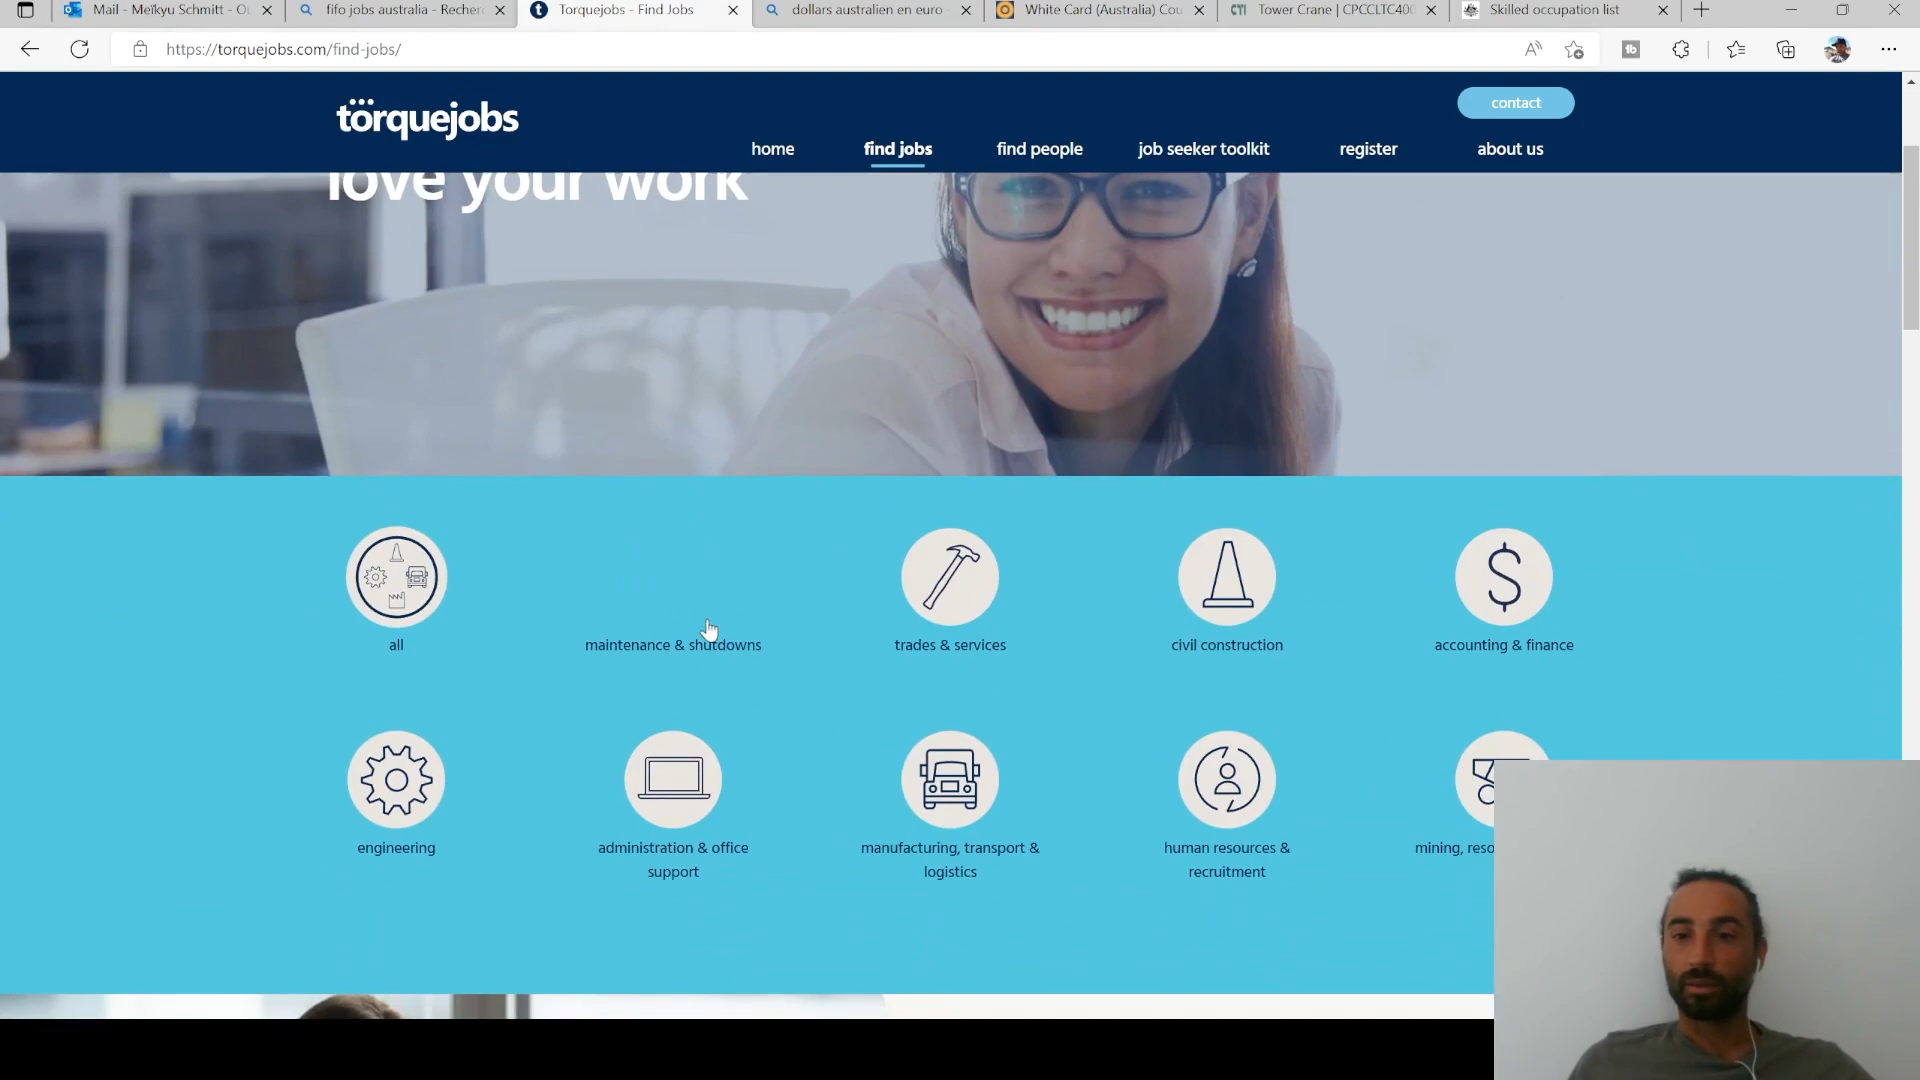 Mail - Meïkyu Schmitt - Ou
fifo jobs australia - Recher
Torquejobs - Find Jobs
dollars australien en euro
White Card (Australia) Cou
Tower Crane | CPCCLTC400
Skilled occupation list
https://torquejobs.com/find-jobs/
törquejobs
contact
home
find jobs
find people
job seeker toolkit
register
about us
love your work
all
maintenance & shutdowns
trades & services
civil construction
accounting & finance
engineering
administration & office
support
manufacturing, transport &
logistics
human resources &
recruitment
mining, reso